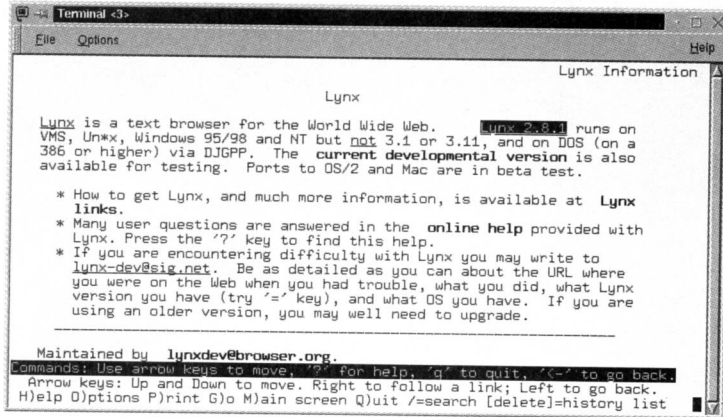 Terminal <3>
File Options Help
Lynx Information
Lynx
Lynx is a text browser for the World Wide Web. Lynx 2.8.1 runs on
VMS, Un*x, Windows 95/98 and NT but not 3.1 or 3.11, and on DOS (on a
386 or higher) via DJGPP. The current developmental version is also
available for testing. Ports to OS/2 and Mac are in beta test.
* How to get Lynx, and much more information, is available at Lynx
links.
* Many user questions are answered in the online help provided with
Lynx. Press the '?' key to find this help.
* If you are encountering difficulty with Lynx you may write to
lynx-dev@sig.net. Be as detailed as you can about the URL where
you were on the Web when you had trouble, what you did, what Lynx
version you have (try '=' key), and what OS you have. If you are
using an older version, you may well need to upgrade.
Maintained by lynxdev@browser.org.
Commands: Use arrow keys to move, '?' for help, 'q' to quit, '<-' to go back.
Arrow keys: Up and Down to move. Right to follow a link; Left to go back.
H)elp O)ptions P)rint G)o M)ain screen Q)uit /=search [delete]=history list